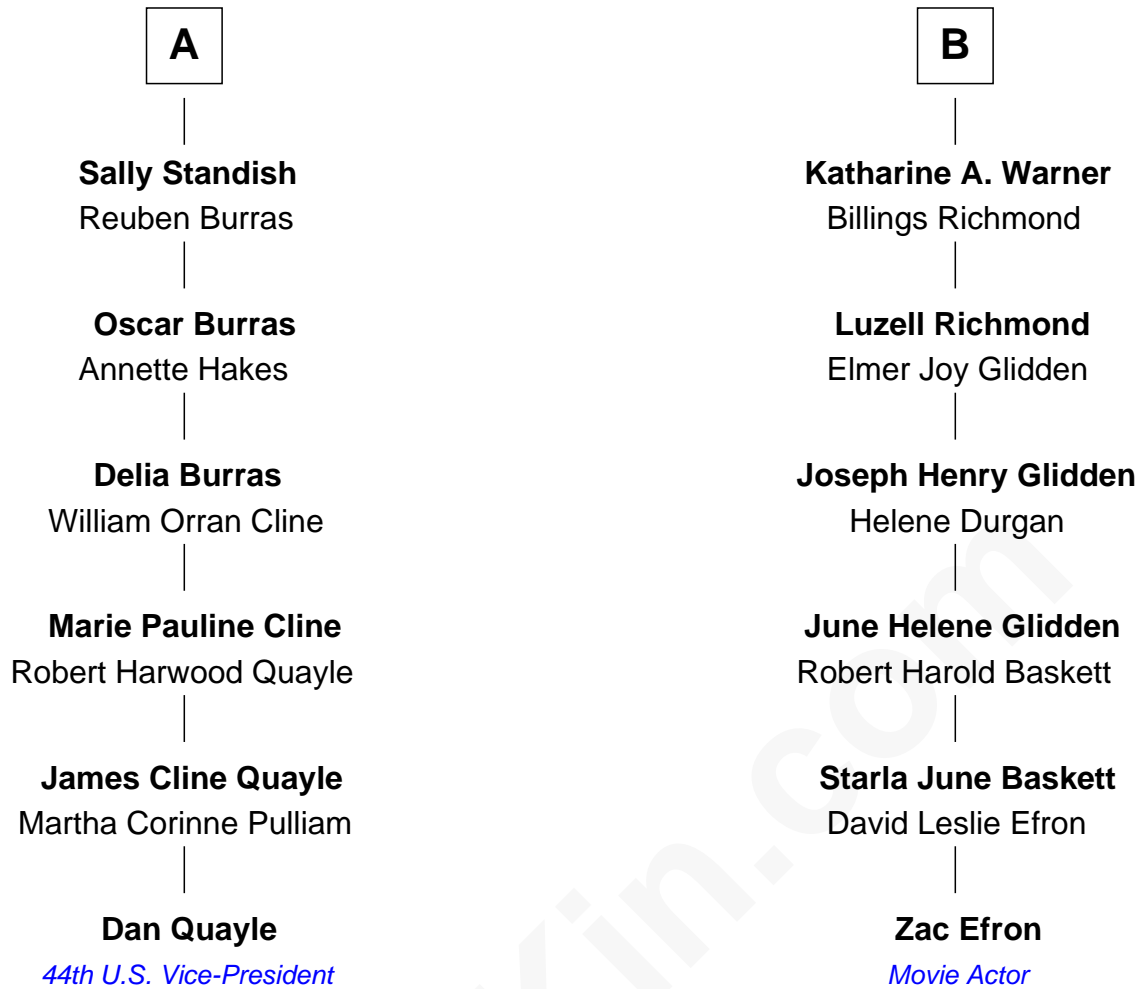 A
Sally Standish
Reuben Burras
Oscar Burras
Annette Hakes
Delia Burras
William Orran Cline
Marie Pauline Cline
Robert Harwood Quayle
James Cline Quayle
Martha Corinne Pulliam
Dan Quayle
44th U.S. Vice-President
B
Katharine A. Warner
Billings Richmond
Luzell Richmond
Elmer Joy Glidden
Joseph Henry Glidden
Helene Durgan
June Helene Glidden
Robert Harold Baskett
Starla June Baskett
David Leslie Efron
Zac Efron
Movie Actor
Kin.com